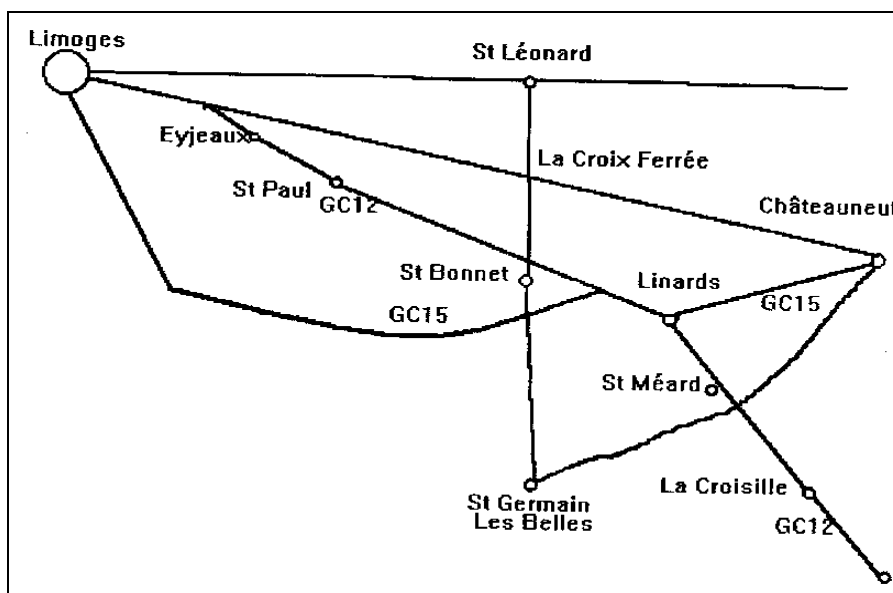 Limoges
St Léonard
Eyjeaux
La Croix Ferrée
St Paul
GC12
Châteauneuf
St Bonnet
Linards
GC15
GC15
St Méard
La Croisille
St Germain
Les Belles
GC12